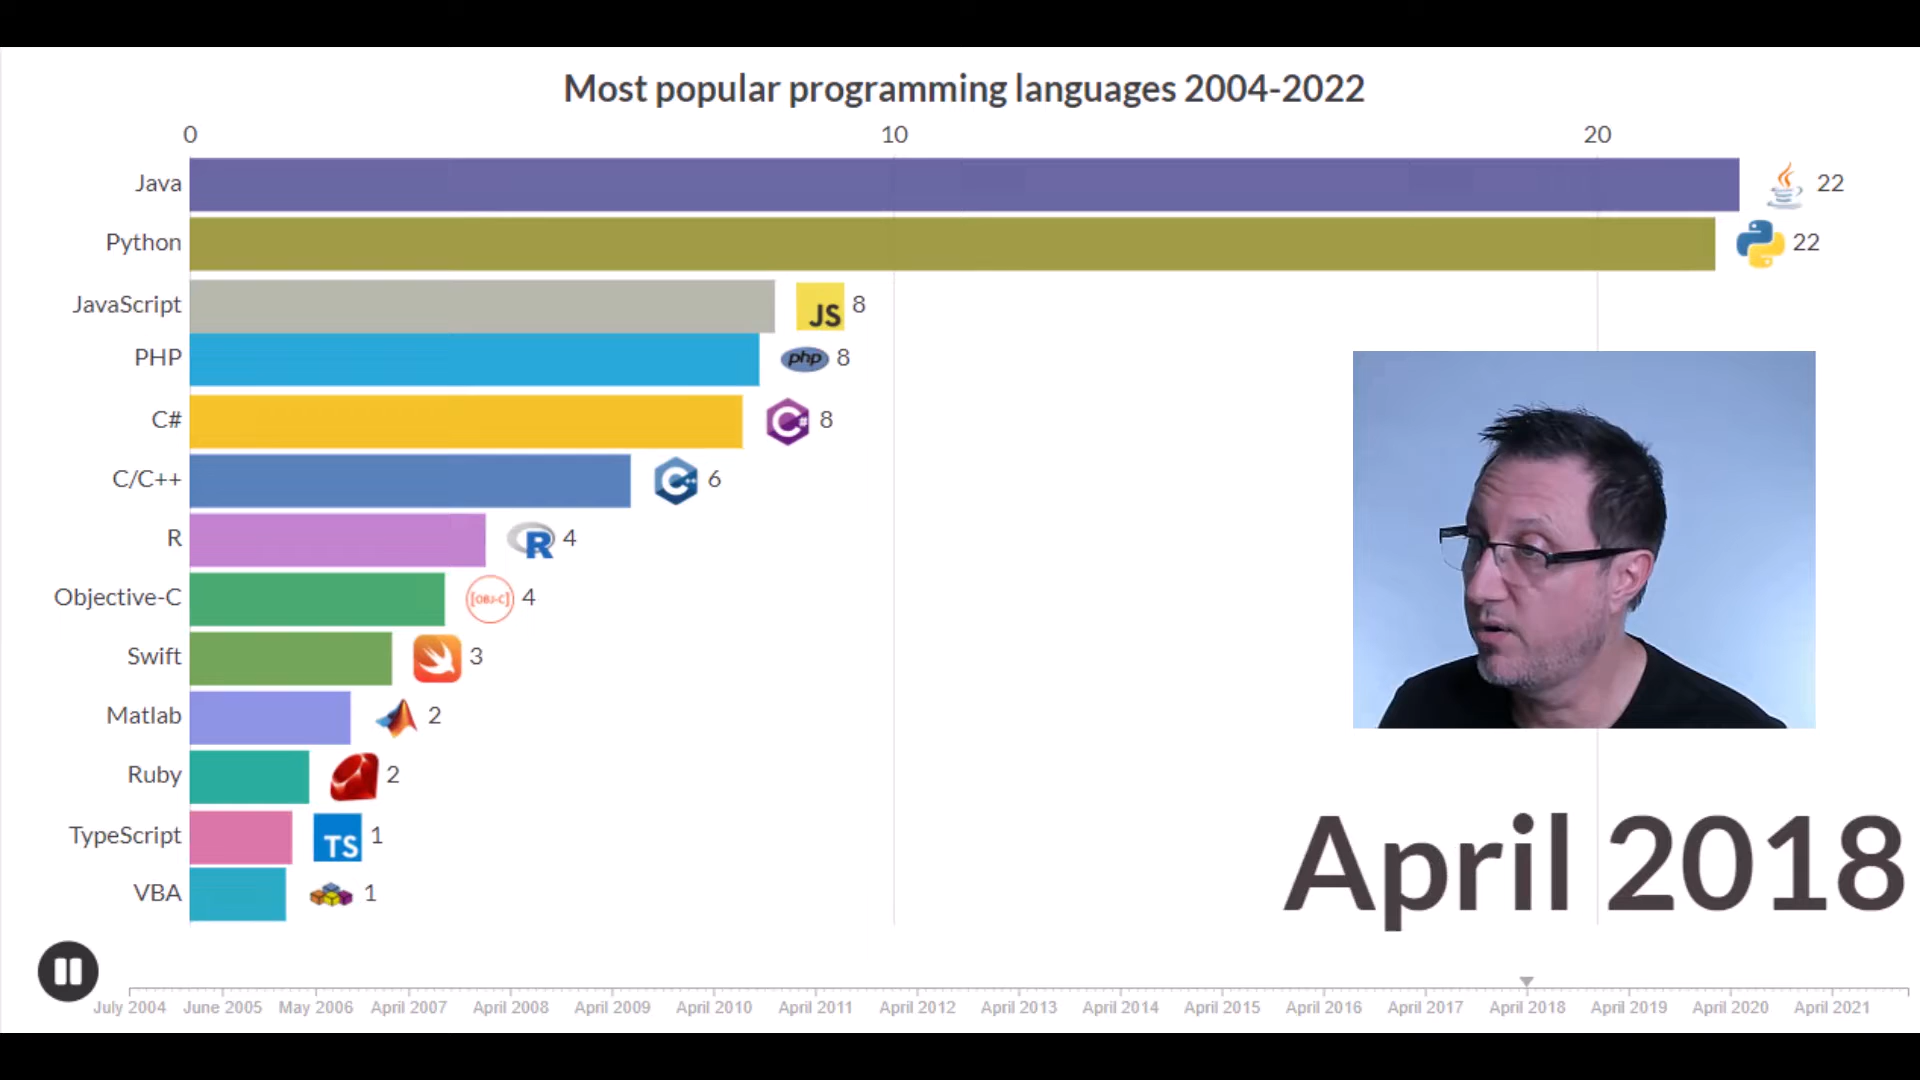 Most popular programming languages 2004-2022
0 10 20
Java 22
Python php 22
JavaScript JS 8
PHP php 8
C# C# 8
C/C++ C++ 6
R R 4
Objective-C [OBJ-C] 4
Swift 3
Matlab 2
Ruby 2
TypeScript TS 1
VBA 1
April 2018
July 2004 June 2005 May 2006 April 2007 April 2008 April 2009 April 2010 April 2011 April 2012 April 2013 April 2014 April 2015 April 2016 April 2017 April 2018 April 2019 April 2020 April 2021